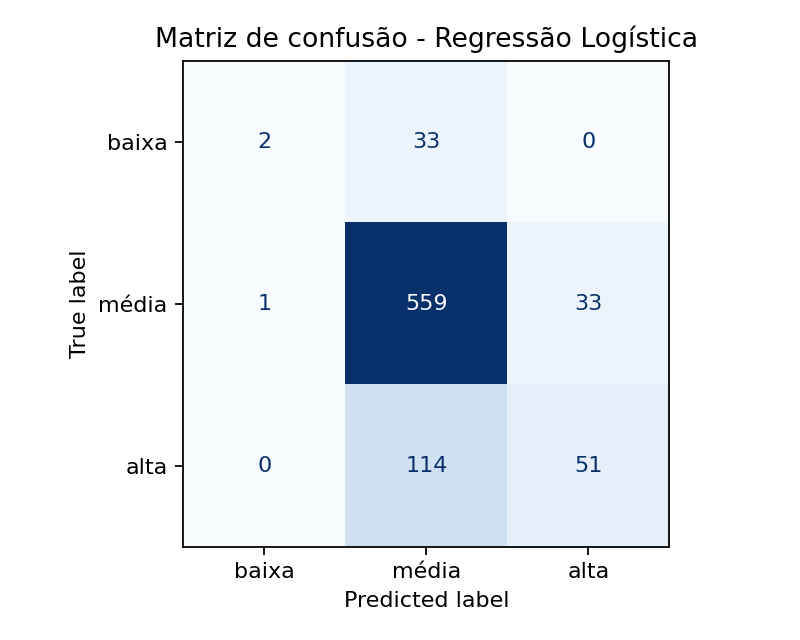 Matriz de confusão - Regressão Logística
True label
baixa 2 33 0
média 1 559 33
alta 0 114 51
baixa média alta
Predicted label